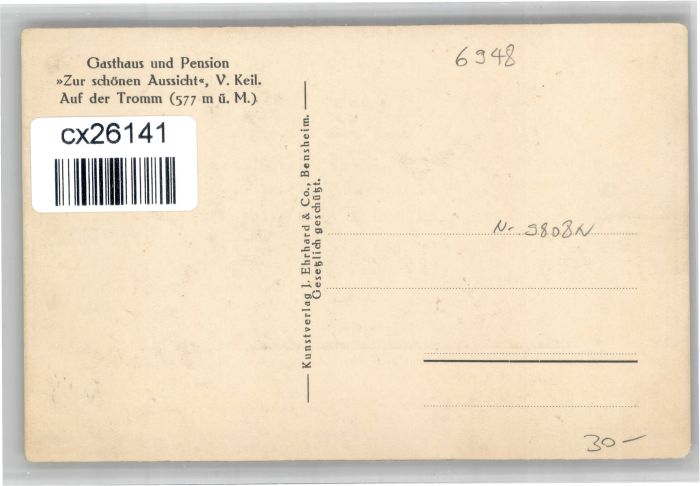 Gasthaus und Pension
»Zur schönen Aussicht«, V. Keil.
Auf der Tromm (577 m ü. M.)
cx26141
6948
Kunstverlag J. Ehrhard & Co., Bensheim.
Gesetzlich geschützt.
N- 9808N
30-